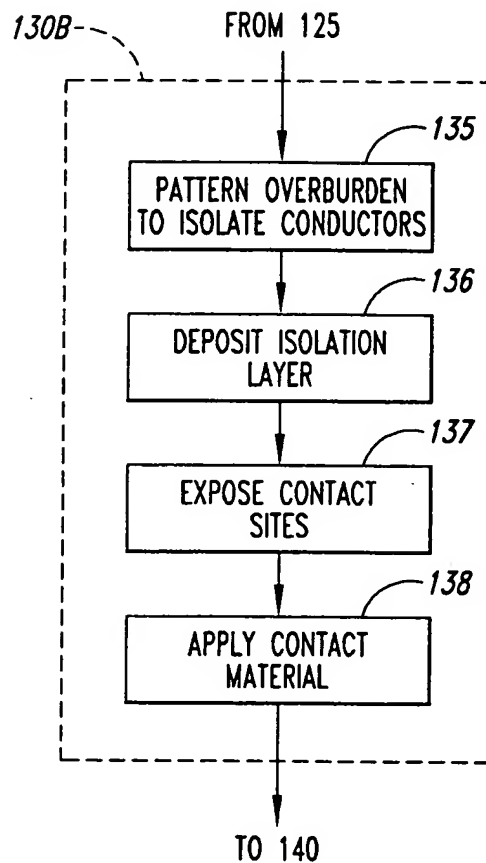 130B
FROM 125
135
PATTERN OVERBURDEN
TO ISOLATE CONDUCTORS
136
DEPOSIT ISOLATION
LAYER
137
EXPOSE CONTACT
SITES
138
APPLY CONTACT
MATERIAL
TO 140